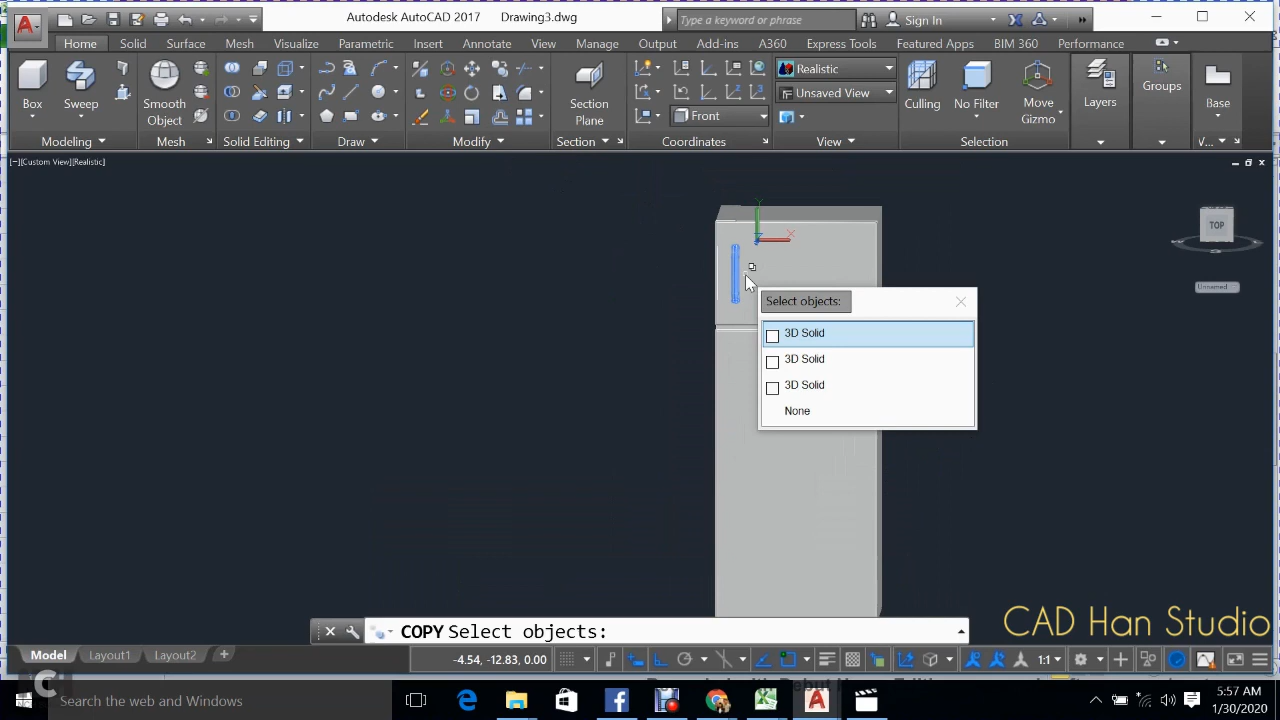 Autodesk AutoCAD 2017 Drawing3.dwg
Type a keyword or phrase
Sign In
Home Solid Surface Mesh Visualize Parametric Insert Annotate View Manage Output Add-ins A360 Express Tools Featured Apps BIM 360 Performance
Box
Sweep
Smooth Object
Section Plane
Realistic
Unsaved View
Front
Culling
No Filter
Move Gizmo
Layers
Groups
Base
Modeling Mesh Solid Editing Draw Modify Section Coordinates View Selection V...
[−][Custom View][Realistic]
Y
X
TOP
Unnamed
Select objects:
3D Solid
3D Solid
3D Solid
None
CAD Han Studio
COPY Select objects:
Model Layout1 Layout2
-4.54, -12.83, 0.00
1:1
Search the web and Windows
5:57 AM
1/30/2020